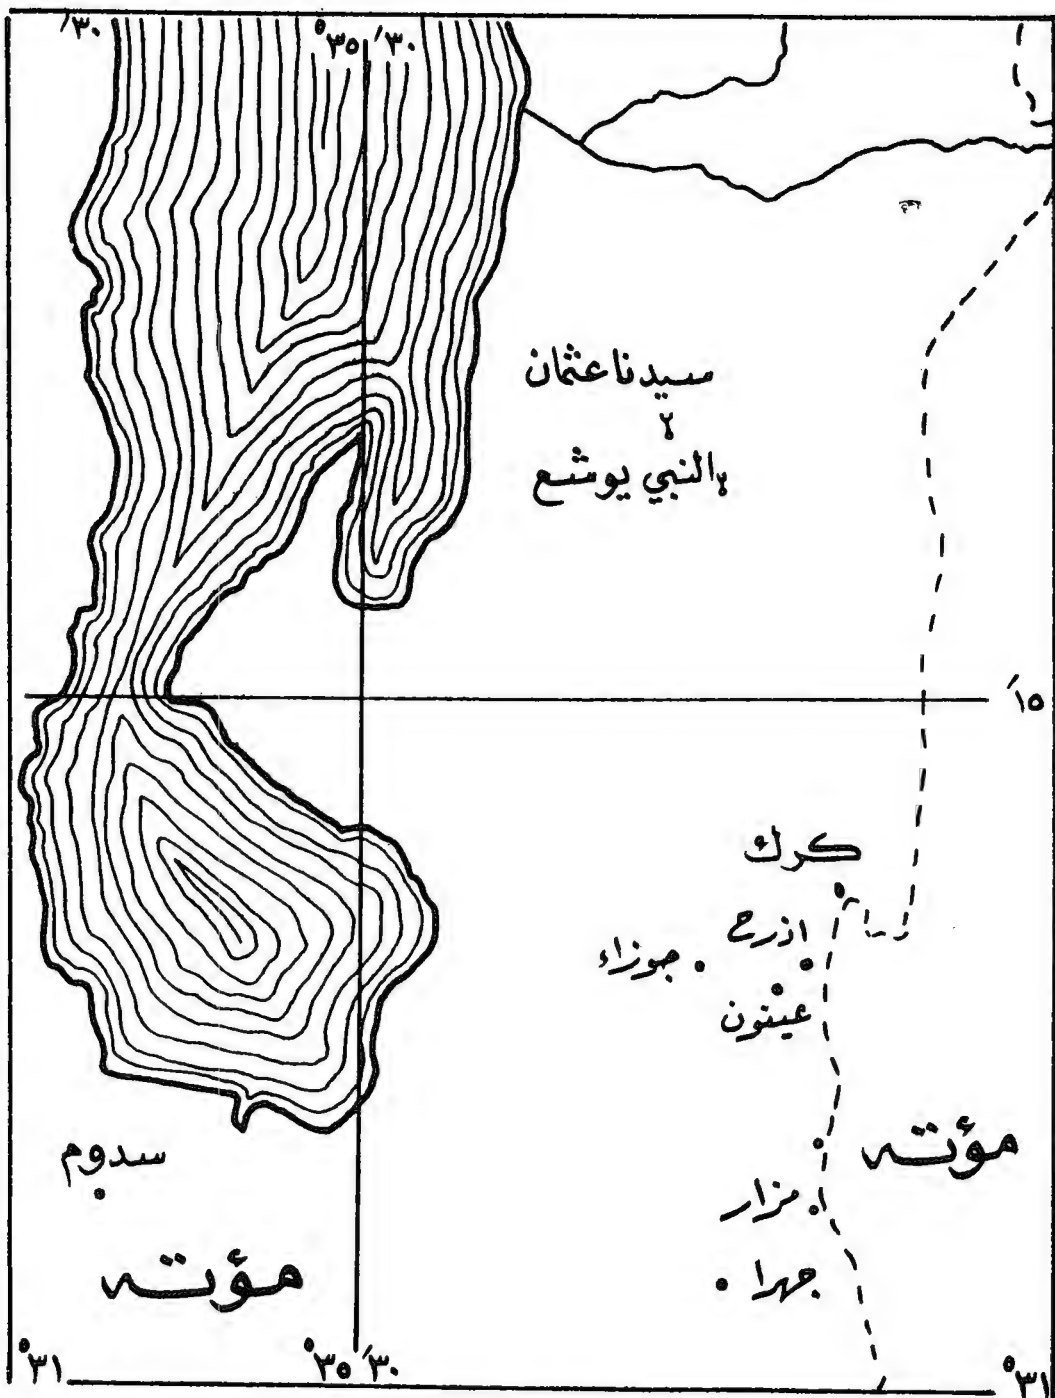 ٣٠′
٣٥° ٣٠′
سيدنا عثمان
النبي يوشع
١٥′
كرك
اذرح
جوزاء
عينون
مؤته
سدوم
مزار
مؤته
جهرا
٣١°
٣٥° ٣٠′
٣١°